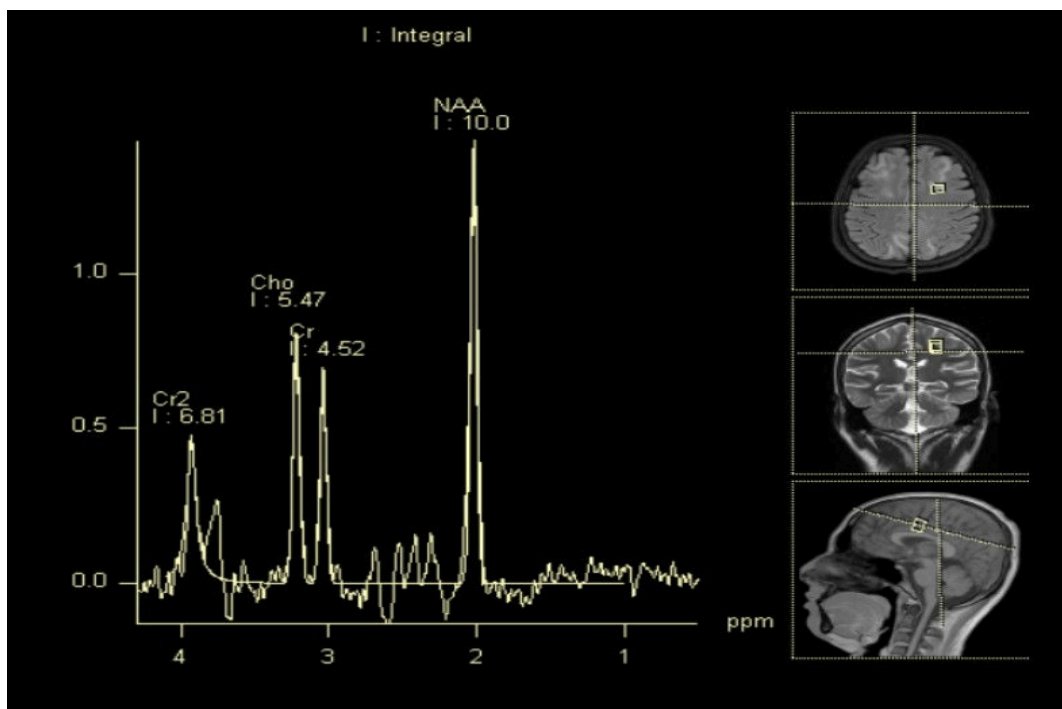 I : Integral
NAA
I : 10.0
1.0
Cho
I : 5.47
Cr
I : 4.52
Cr2
I : 6.81
0.5
0.0
ppm
4 3 2 1